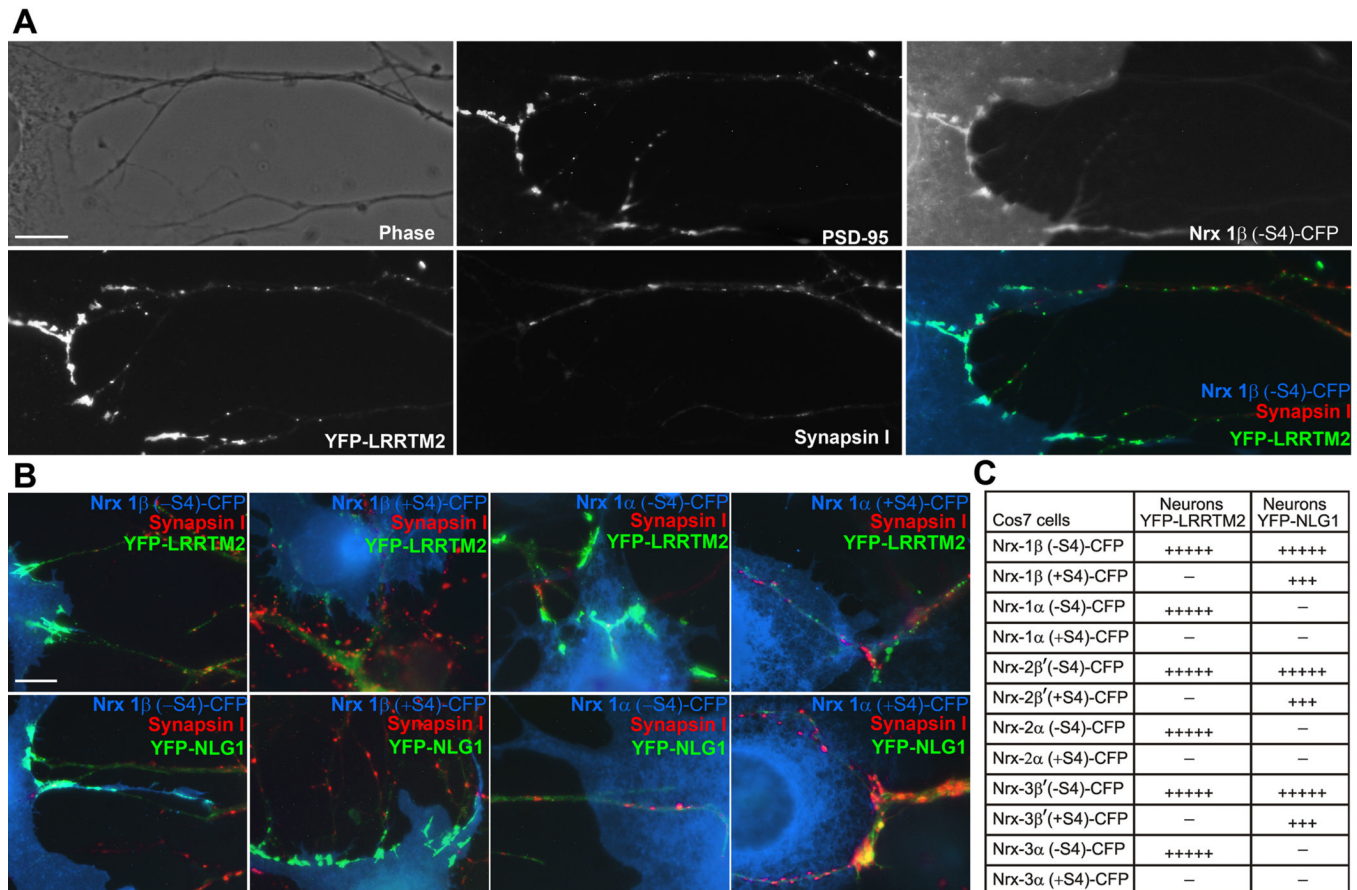 A
Phase
PSD-95
Nrx 1β (-S4)-CFP
YFP-LRRTM2
Synapsin I
Nrx 1β (-S4)-CFP
Synapsin I
YFP-LRRTM2
B
Nrx 1β (–S4)-CFP
Synapsin I
YFP-LRRTM2
Nrx 1β (+S4)-CFP
Synapsin I
YFP-LRRTM2
Nrx 1α (-S4)-CFP
Synapsin I
YFP-LRRTM2
Nrx 1α (+S4)-CFP
Synapsin I
YFP-LRRTM2
Nrx 1β (–S4)-CFP
Synapsin I
YFP-NLG1
Nrx 1β (+S4)-CFP
Synapsin I
YFP-NLG1
Nrx 1α (–S4)-CFP
Synapsin I
YFP-NLG1
Nrx 1α (+S4)-CFP
Synapsin I
YFP-NLG1
C
Cos7 cells Neurons YFP-LRRTM2 Neurons YFP-NLG1
Nrx-1β (-S4)-CFP +++++ +++++
Nrx-1β (+S4)-CFP – +++
Nrx-1α (-S4)-CFP +++++ –
Nrx-1α (+S4)-CFP – –
Nrx-2β′(-S4)-CFP +++++ +++++
Nrx-2β′(+S4)-CFP – +++
Nrx-2α (-S4)-CFP +++++ –
Nrx-2α (+S4)-CFP – –
Nrx-3β′(-S4)-CFP +++++ +++++
Nrx-3β′(+S4)-CFP – +++
Nrx-3α (-S4)-CFP +++++ –
Nrx-3α (+S4)-CFP – –